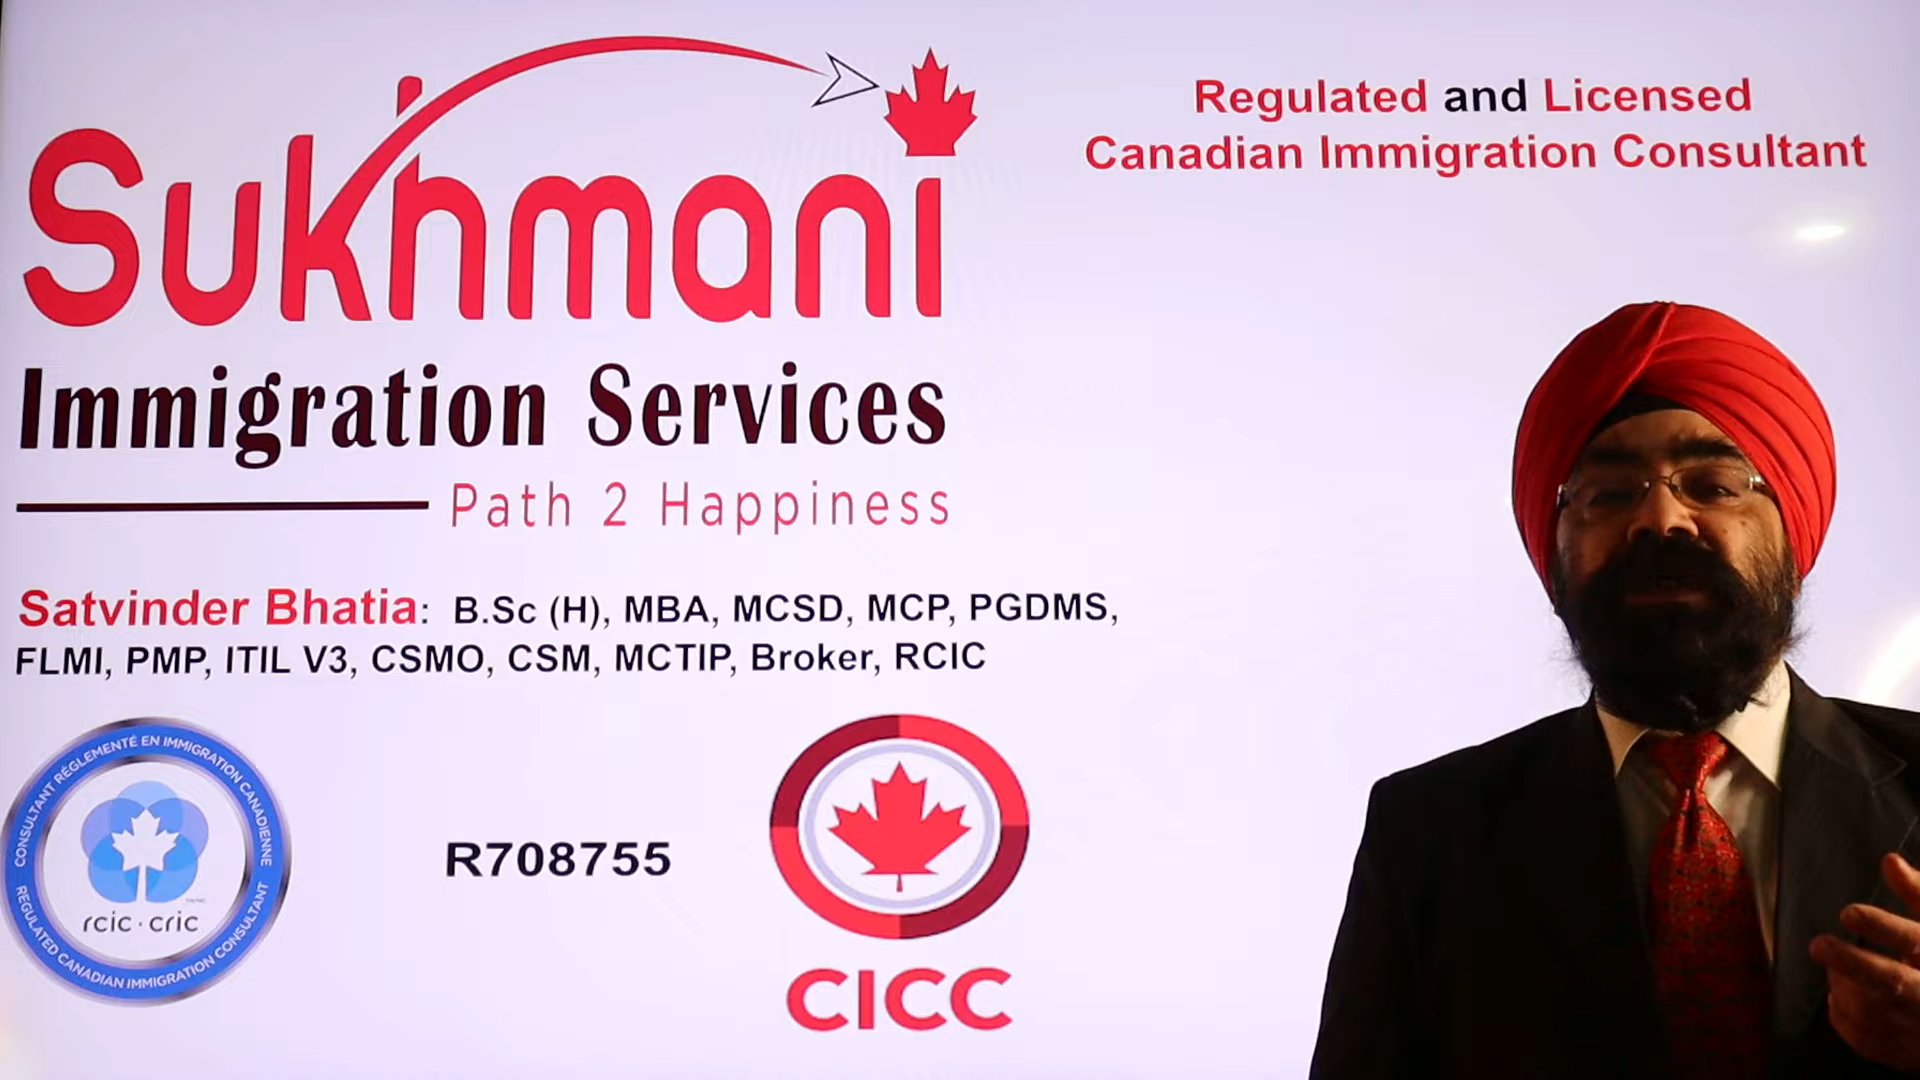 Sukhmani
Immigration Services
Path 2 Happiness
Regulated and Licensed
Canadian Immigration Consultant
Satvinder Bhatia: B.Sc (H), MBA, MCSD, MCP, PGDMS,
FLMI, PMP, ITIL V3, CSMO, CSM, MCTIP, Broker, RCIC
CONSULTANT RÉGLEMENTÉ EN IMMIGRATION CANADIENNE
rcic · cric
REGULATED CANADIAN IMMIGRATION CONSULTANT
R708755
CICC